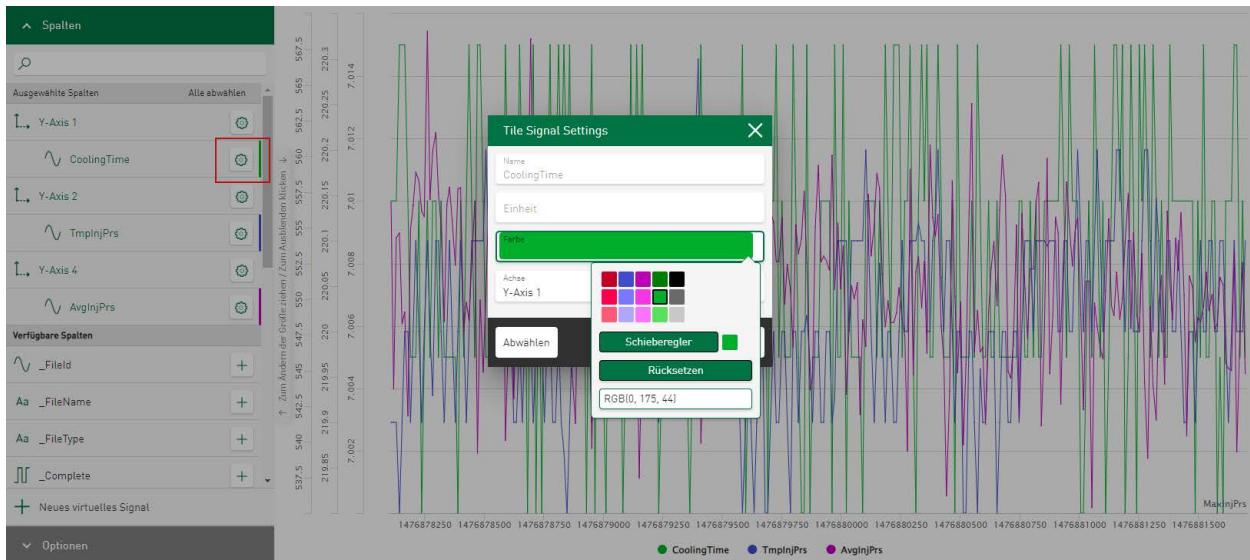 Spalten
Ausgewählte Spalten Alle abwählen
Y-Axis 1
CoolingTime
Y-Axis 2
TmpInjPrs
Y-Axis 4
AvgInjPrs
Verfügbare Spalten
_FileId
Aa _FileName
Aa _FileType
_Complete
Neues virtuelles Signal
Optionen
↑ Zum Ändern der Größe ziehen / Zum Ausblenden klicken ↓
567.5
565
562.5
560
557.5
555
552.5
550
547.5
545
542.5
540
537.5
220.3
220.25
220.2
220.15
220.1
220.05
220
219.95
219.9
219.85
7.014
7.012
7.01
7.008
7.006
7.004
7.002
Tile Signal Settings
Name
CoolingTime
Einheit
Farbe
Achse
Y-Axis 1
Abwählen
Schieberegler
Rücksetzen
RGB(0, 175, 44)
MaxInjPrs
1476878250 1476878500 1476878750 1476879000 1476879250 1476879500 1476879750 1476880000 1476880250 1476880500 1476880750 1476881000 1476881250 1476881500
CoolingTime TmpInjPrs AvgInjPrs